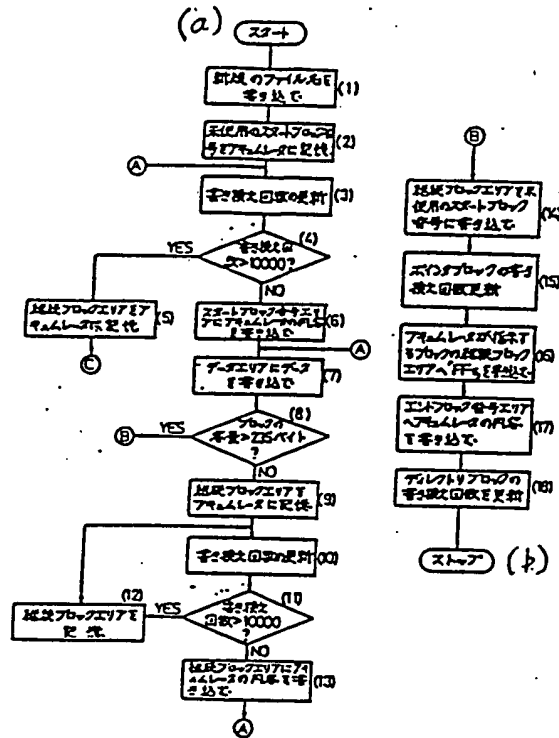 (a)
スタート
新規のファイル名を
書き込む
(1)
未使用のスタートブロック番
号をアキュムレータに記憶
(2)
A
書き換え回数の更新
(3)
書き換え回
数>10000?
(4)
YES
NO
継続ブロックエリアをア
キュムレータに記憶
(5)
C
スタートブロック番号エリ
アにアキュムレータの内容
を書き込む
(6)
A
データエリアにデータ
を書き込む
(7)
ブロックの
容量>235バイト
?
(8)
YES
B
NO
継続ブロックエリアを
アキュムレータに記憶
(9)
書き換え回数の更新
(10)
書き換え
回数>10000
?
(11)
YES
NO
(12)
継続ブロックエリアを
記憶
継続ブロックエリアにアキ
ュムレータの内容を書
き込む
(13)
A
B
継続ブロックエリアを未
使用のスタートブロック
番号に書き込む
(14)
ポインタブロックの書き
換え回数更新
(15)
アキュムレータが指示す
るブロックの継続ブロック
エリアへ"FF"を書き込む
(16)
エンドブロック番号エリア
へアキュムレータの内容
を書き込む
(17)
ディレクトリブロックの
書き換え回数を更新
(18)
ストップ
(b)